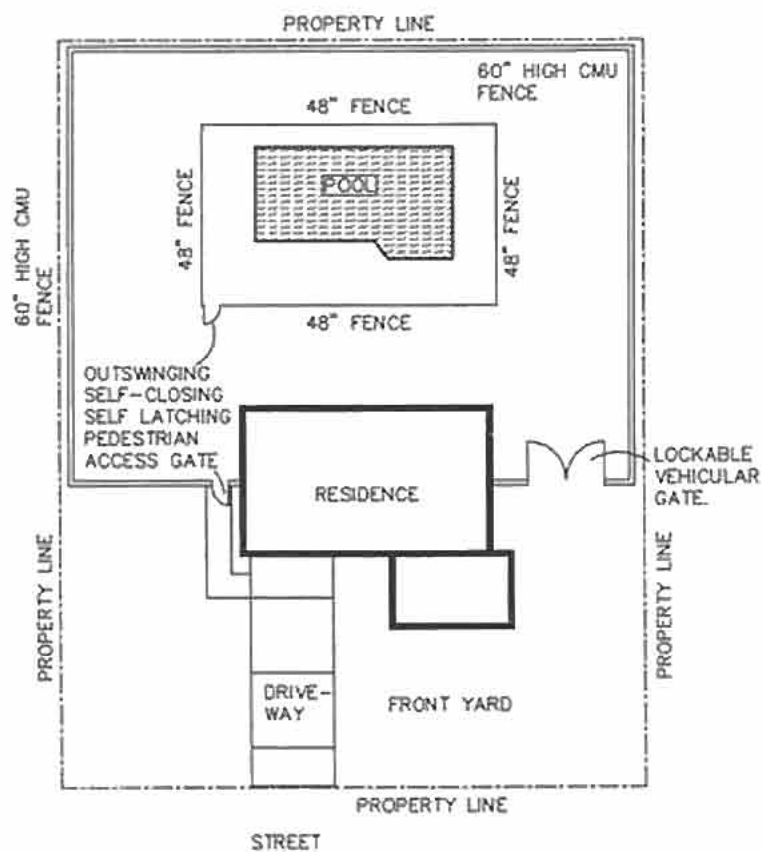 PROPERTY LINE
60" HIGH CMU
FENCE
48" FENCE
POOL
48" FENCE
48" FENCE
60" HIGH CMU
FENCE
48" FENCE
OUTSWINGING
SELF-CLOSING
SELF LATCHING
PEDESTRIAN
ACCESS GATE
RESIDENCE
LOCKABLE
VEHICULAR
GATE.
PROPERTY LINE
PROPERTY LINE
DRIVE-
WAY
FRONT YARD
PROPERTY LINE
STREET